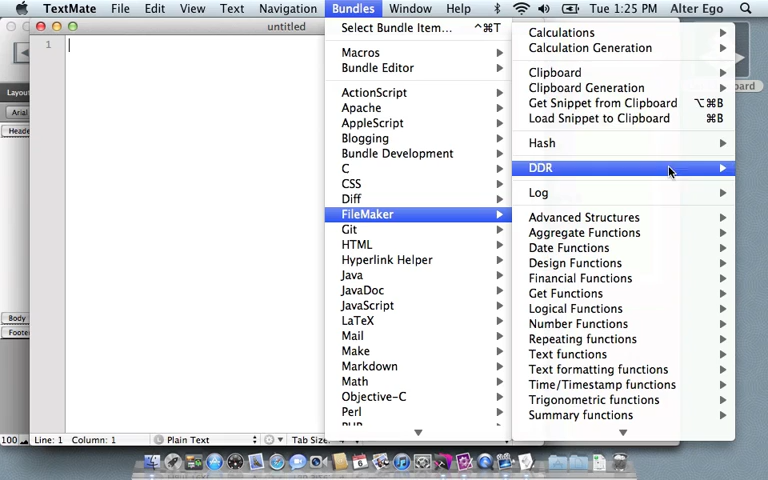 TextMate File Edit View Text Navigation Bundles Window Help Tue 1:25 PM Alter Ego
untitled
1
Layou
Arial
Heade
Body
Foote
100
Select Bundle Item... ^⌘T
Macros
Bundle Editor
ActionScript
Apache
AppleScript
Blogging
Bundle Development
C
CSS
Diff
FileMaker
Git
HTML
Hyperlink Helper
Java
JavaDoc
JavaScript
LaTeX
Mail
Make
Markdown
Math
Objective-C
Perl
Calculations
Calculation Generation
Clipboard
Clipboard Generation
Get Snippet from Clipboard ⌥⌘B
Load Snippet to Clipboard ⌘B
Hash
DDR
Log
Advanced Structures
Aggregate Functions
Date Functions
Design Functions
Financial Functions
Get Functions
Logical Functions
Number Functions
Repeating functions
Text functions
Text formatting functions
Time/Timestamp functions
Trigonometric functions
Summary functions
Line: 1 Column: 1 Plain Text Tab Size: